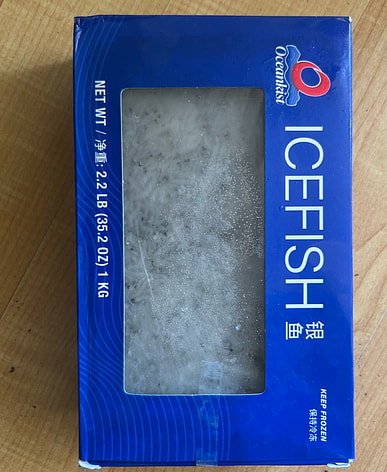 Oceankist
ICEFISH 银鱼
KEEP FROZEN
保持冷冻
NET WT / 净重: 2.2 LB (35.2 OZ) 1 KG